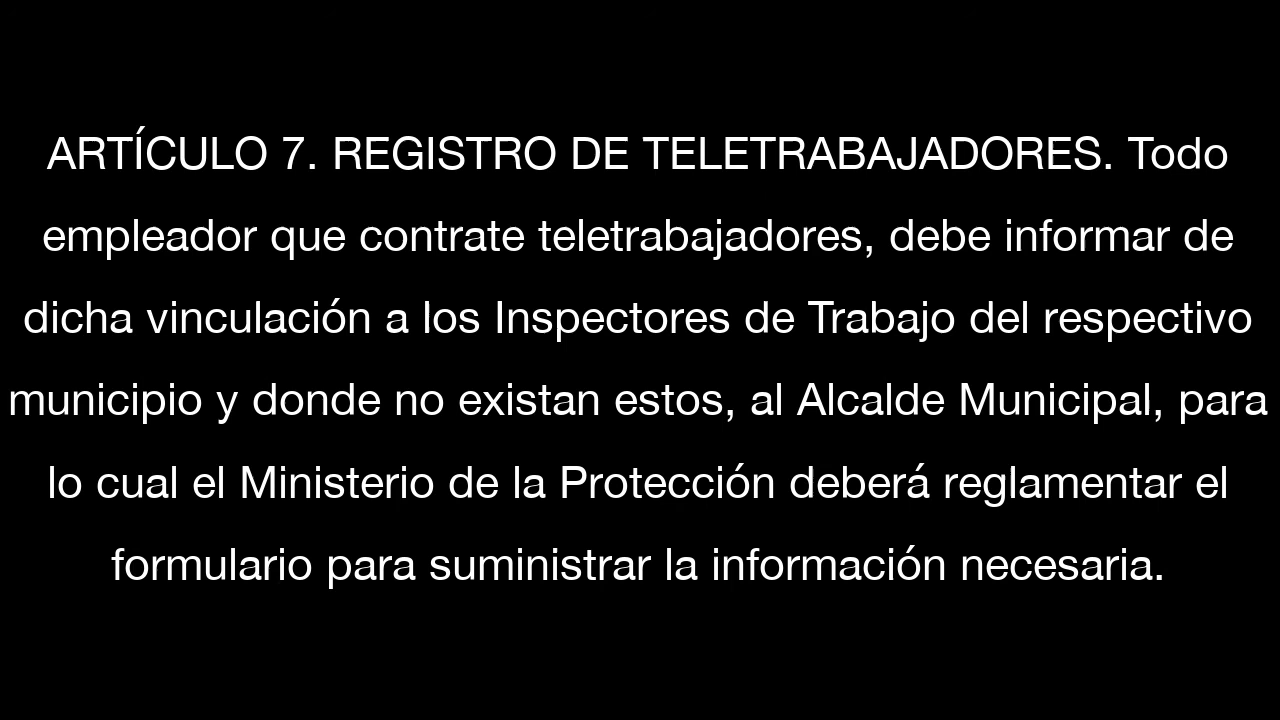 ARTÍCULO 7. REGISTRO DE TELETRABAJADORES. Todo
empleador que contrate teletrabajadores, debe informar de
dicha vinculación a los Inspectores de Trabajo del respectivo
municipio y donde no existan estos, al Alcalde Municipal, para
lo cual el Ministerio de la Protección deberá reglamentar el
formulario para suministrar la información necesaria.